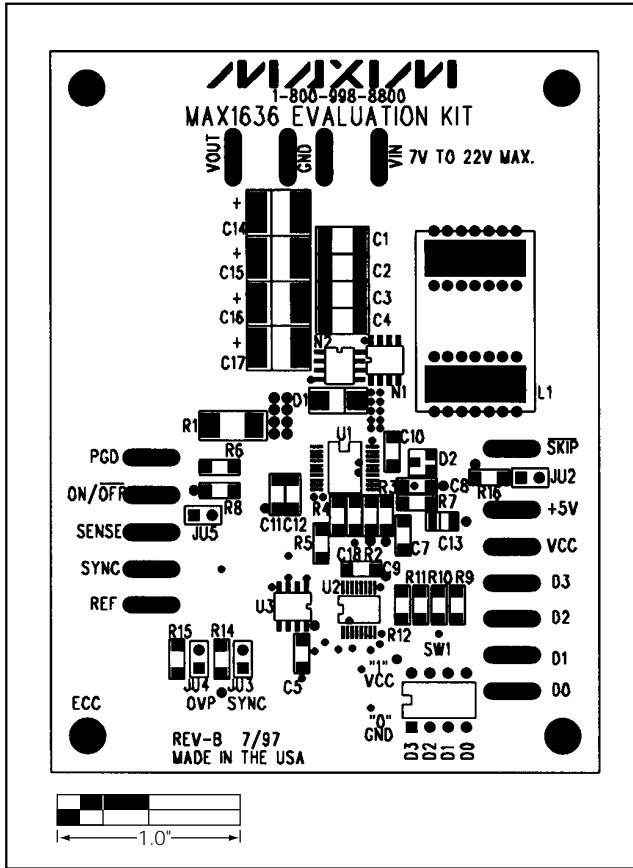 MAXIM
1-800-998-8800
MAX1636 EVALUATION KIT
VOUT
GND
VIN
7V TO 22V MAX.
+
C14
+
C15
+
C16
+
C17
C1
C2
C3
C4
N2
N1
L1
D1
R1
U1
C10
D2
PGD
R6
SKIP
ON/OFF
R8
C11
C12
R4
R3
C8
R7
R16
JU2
+5V
SENSE
JU5
R5
C18
R2
C7
C13
VCC
SYNC
C9
D3
REF
U3
U2
R11
R10
R9
D2
R12
SW1
R15
R14
JU4
JU3
OVP
SYNC
C5
"1"
VCC
D1
D0
ECC
"0"
GND
D3
D2
D1
D0
REV-B 7/97
MADE IN THE USA
1.0"